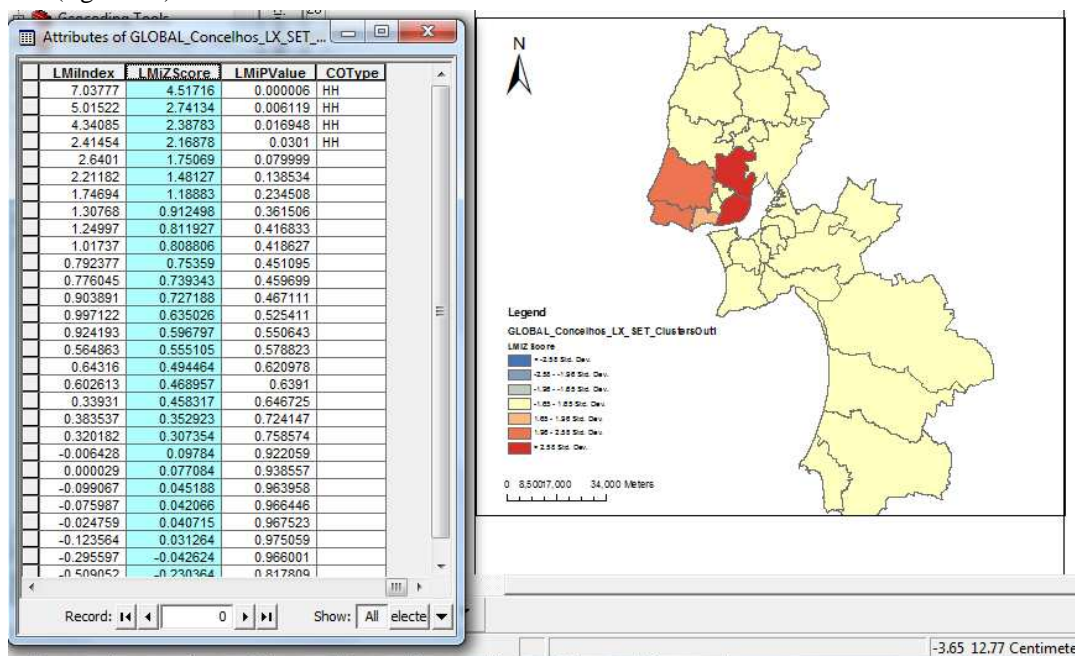 Attributes of GLOBAL_Concelhos_LX_SET_...
LMiIndex LMiZScore LMiPValue COType
7.03777 4.51716 0.000006 HH
5.01522 2.74134 0.006119 HH
4.34085 2.38783 0.016948 HH
2.41454 2.16878 0.0301 HH
2.6401 1.75069 0.079999
2.21182 1.48127 0.138534
1.74694 1.18883 0.234508
1.30768 0.912498 0.361506
1.24997 0.811927 0.416833
1.01737 0.808806 0.418627
0.792377 0.75359 0.451095
0.776045 0.739343 0.459699
0.903891 0.727188 0.467111
0.997122 0.635026 0.525411
0.924193 0.596797 0.550643
0.564863 0.555105 0.578823
0.64316 0.494464 0.620978
0.602613 0.468957 0.6391
0.33931 0.458317 0.646725
0.383537 0.352923 0.724147
0.320182 0.307354 0.758574
-0.006428 0.09784 0.922059
0.000029 0.077084 0.938557
-0.099067 0.045188 0.963958
-0.075987 0.042066 0.966446
-0.024759 0.040715 0.967523
-0.123564 0.031264 0.975059
-0.295597 -0.042624 0.966001
-0.509052 -0.230364 0.817809
Record: 0 Show: All electe
N
Legend
GLOBAL_Concelhos_LX_SET_ClustersOut1
LMIZ Score
< -2.58 Std. Dev.
-2.58 - -1.96 Std. Dev.
-1.96 - -1.65 Std. Dev.
-1.65 - 1.65 Std. Dev.
1.65 - 1.96 Std. Dev.
1.96 - 2.58 Std. Dev.
> 2.58 Std. Dev.
0 8,50017,000 34,000 Meters
-3.65 12.77 Centimete